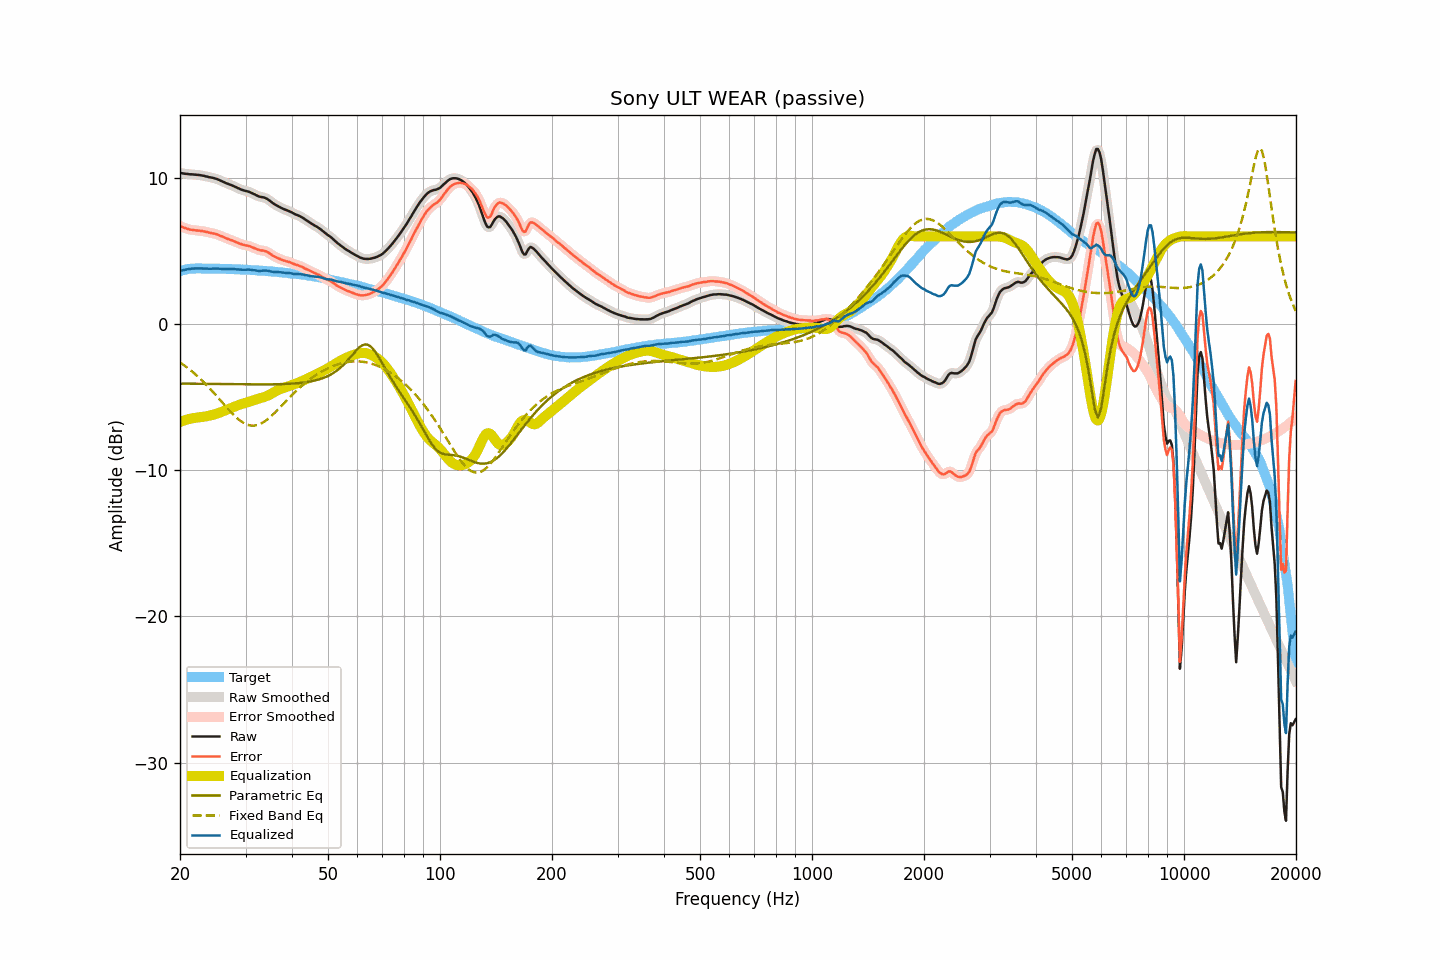 Sony ULT WEAR (passive)
10
0
−10
−20
−30
Amplitude (dBr)
Target
Raw Smoothed
Error Smoothed
Raw
Error
Equalization
Parametric Eq
Fixed Band Eq
Equalized
20 50 100 200 500 1000 2000 5000 10000 20000
Frequency (Hz)